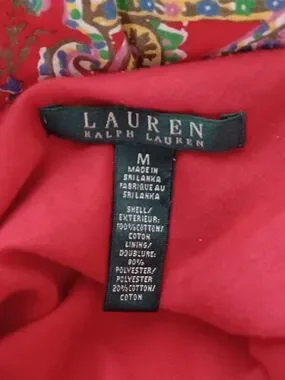 LAUREN
RALPH LAUREN
M
MADE IN
SRI LANKA
FABRIQUE AU
SRI LANKA
SHELL/
EXTERIEUR:
100% COTTON/
COTON
LINING/
DOUBLURE:
80%
POLYESTER/
POLYESTER
20% COTTON/
COTON